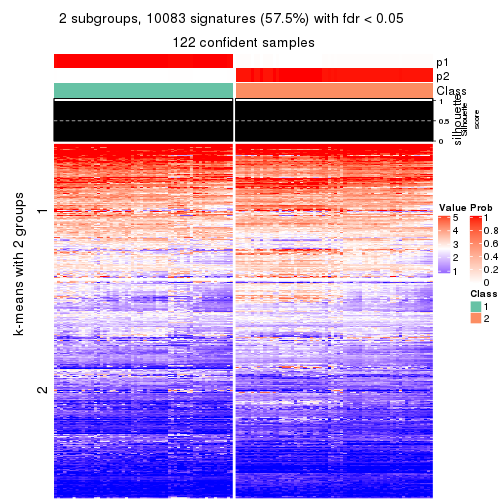 2 subgroups, 10083 signatures (57.5%) with fdr < 0.05
122 confident samples
p1
p2
Class
1
0.5
0
silhouette
Silhouette
score
k-means with 2 groups
1
2
Value
5
4
3
2
1
Prob
1
0.8
0.6
0.4
0.2
0
Class
1
2